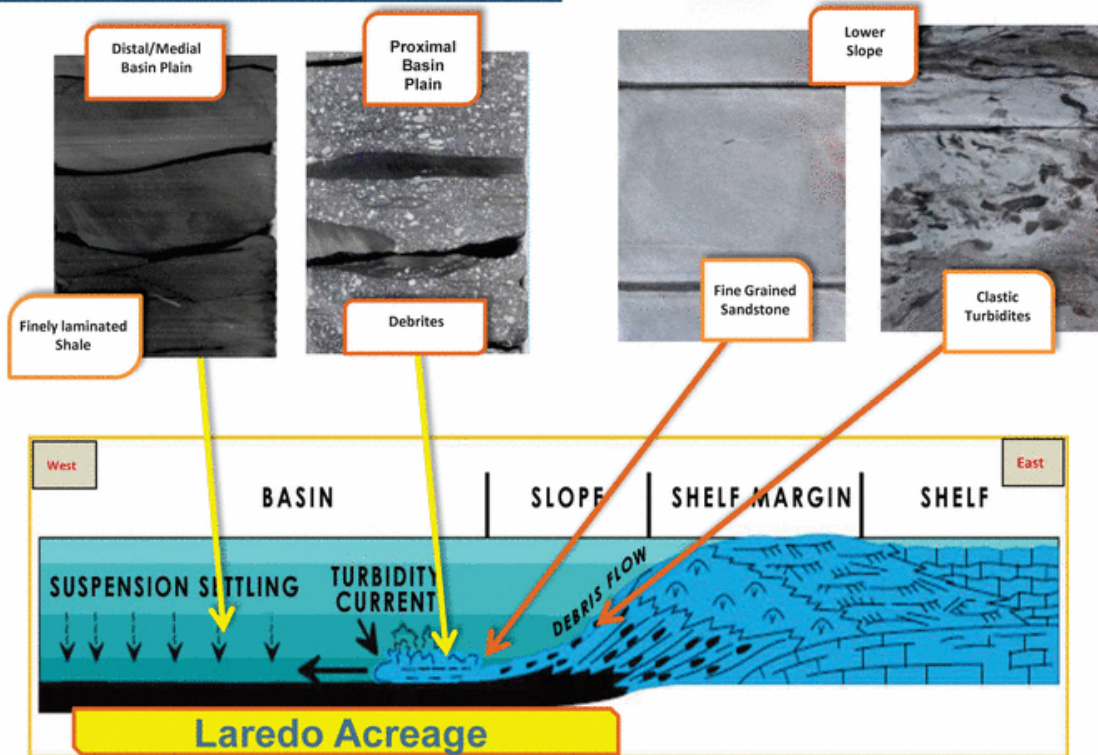 Distal/Medial
Basin Plain
Proximal
Basin
Plain
Lower
Slope
Finely laminated
Shale
Debrites
Fine Grained
Sandstone
Clastic
Turbidites
West
East
BASIN
SLOPE
SHELF MARGIN
SHELF
SUSPENSION SETTLING
TURBIDITY
CURRENT
DEBRIS FLOW
Laredo Acreage